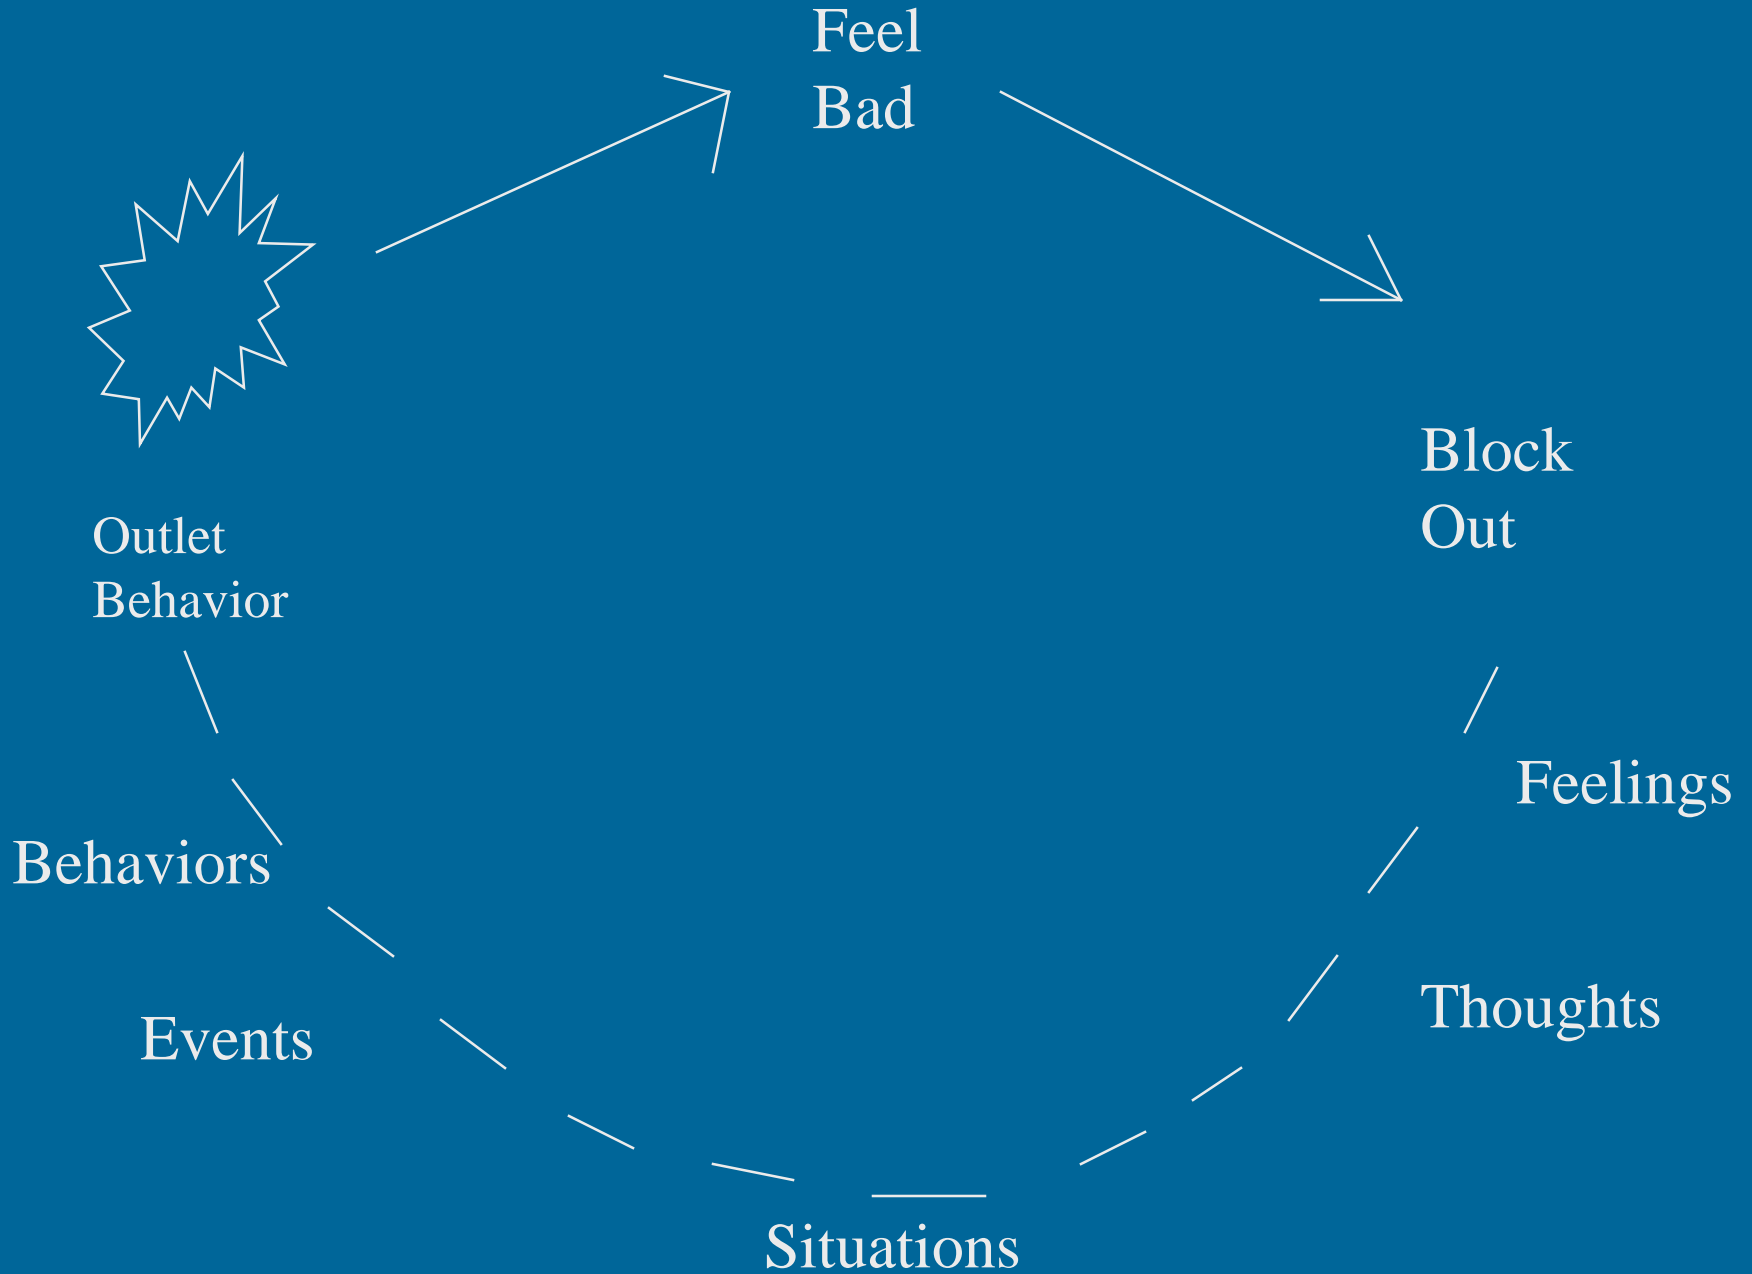 Feel
Bad
Block
Out
Outlet
Behavior
Feelings
Behaviors
Thoughts
Events
Situations